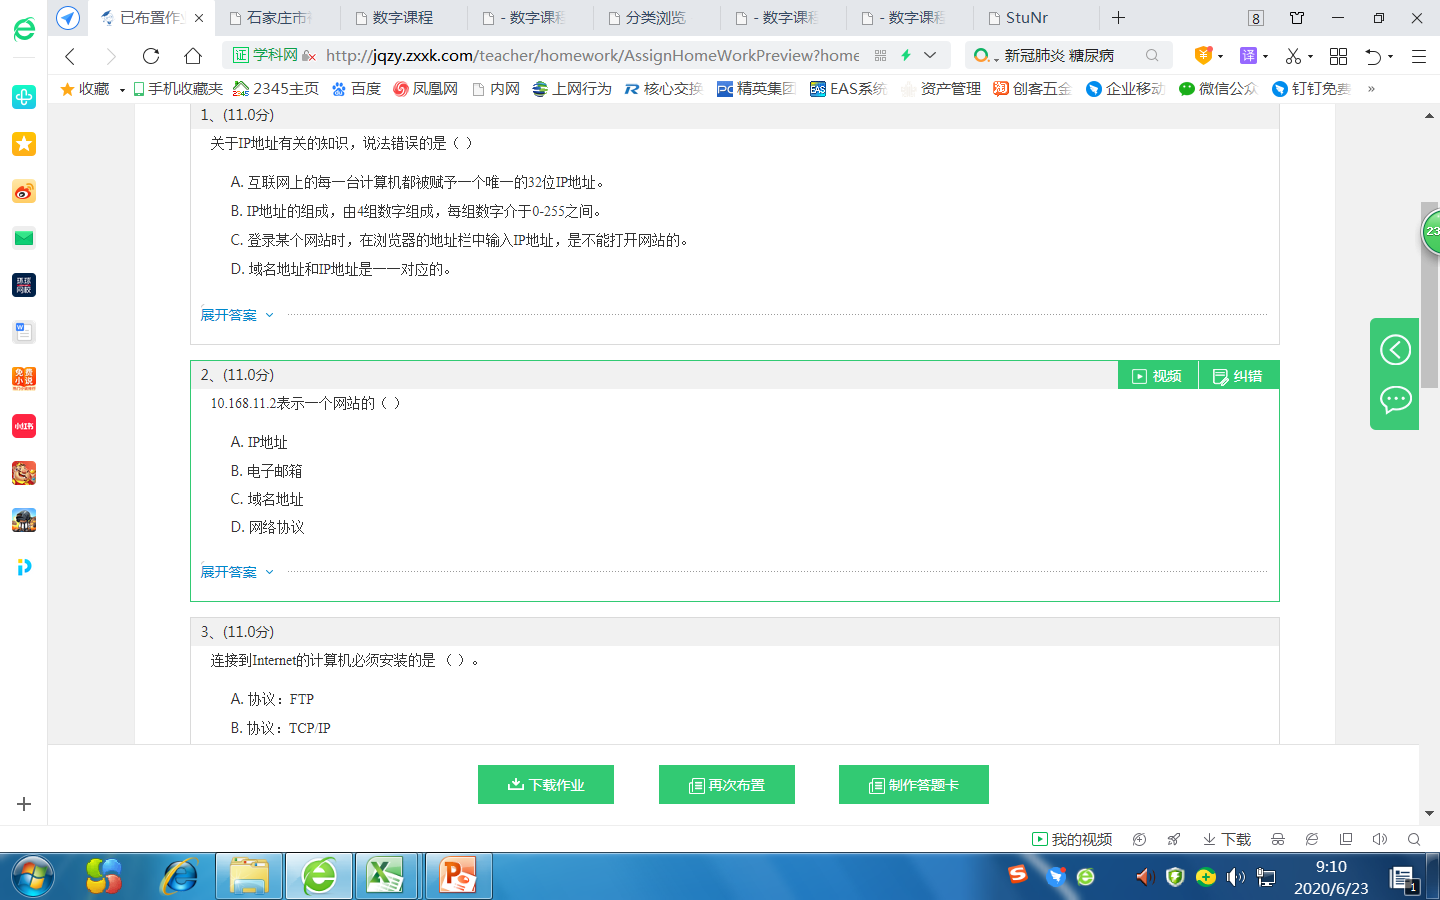 已布置作
石家庄市
数字课程
- 数字课程
分类浏览
- 数字课程
- 数字课程
StuNr
8
证 学科网
http://jqzy.zxxk.com/teacher/homework/AssignHomeWorkPreview?home
新冠肺炎 糖尿病
译
收藏
手机收藏夹
2345主页
百度
凤凰网
内网
上网行为
核心交换
精英集团
EAS系统
资产管理
创客五金
企业移动
微信公众
钉钉免费
»
1、(11.0分)
关于IP地址有关的知识，说法错误的是（ ）
A. 互联网上的每一台计算机都被赋予一个唯一的32位IP地址。
B. IP地址的组成，由4组数字组成，每组数字介于0-255之间。
C. 登录某个网站时，在浏览器的地址栏中输入IP地址，是不能打开网站的。
D. 域名地址和IP地址是一一对应的。
展开答案
23
2、(11.0分)
视频
纠错
10.168.11.2表示一个网站的（ ）
A. IP地址
B. 电子邮箱
C. 域名地址
D. 网络协议
展开答案
3、(11.0分)
连接到Internet的计算机必须安装的是 （ ）。
A. 协议：FTP
B. 协议：TCP/IP
下载作业
再次布置
制作答题卡
我的视频
下载
9:10
2020/6/23
1